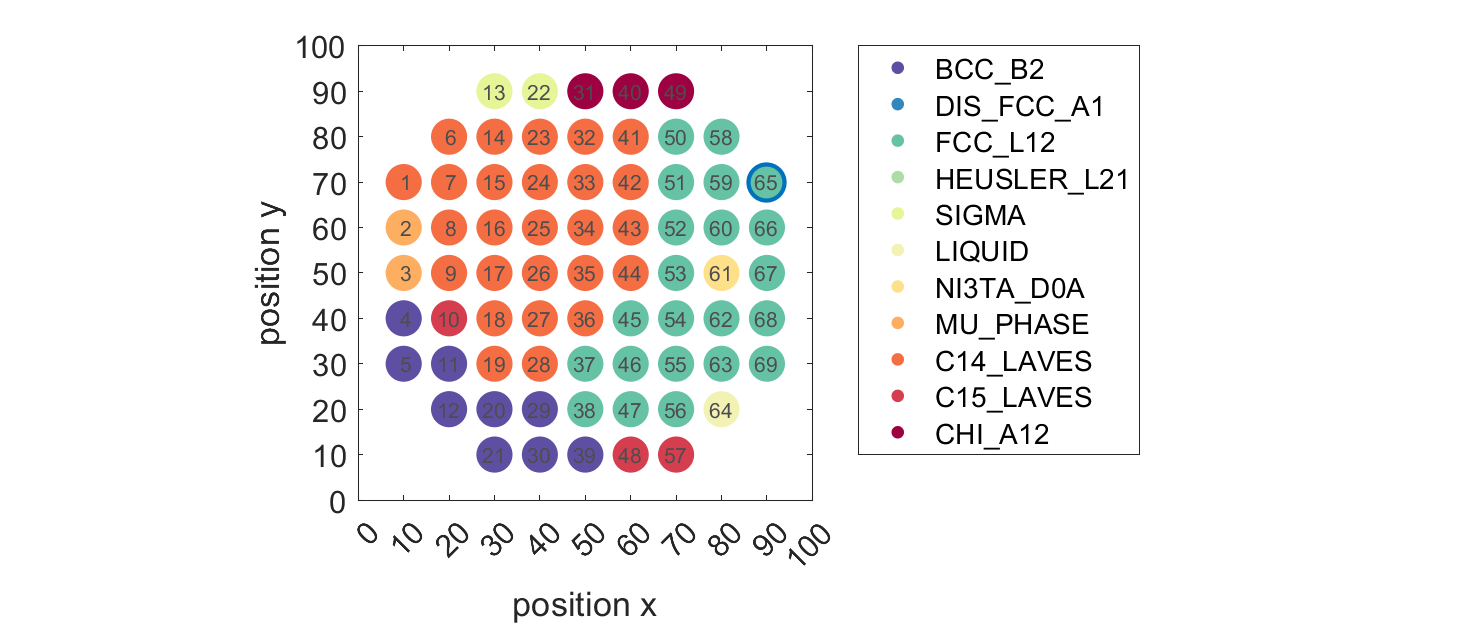 100
90 13 22 31 40 49
80 6 14 23 32 41 50 58
70 1 7 15 24 33 42 51 59 65
60 2 8 16 25 34 43 52 60 66
50 3 9 17 26 35 44 53 61 67
40 4 10 18 27 36 45 54 62 68
30 5 11 19 28 37 46 55 63 69
20 12 20 29 38 47 56 64
10 21 30 39 48 57
0
position y
0 10 20 30 40 50 60 70 80 90 100
position x
BCC_B2
DIS_FCC_A1
FCC_L12
HEUSLER_L21
SIGMA
LIQUID
NI3TA_D0A
MU_PHASE
C14_LAVES
C15_LAVES
CHI_A12